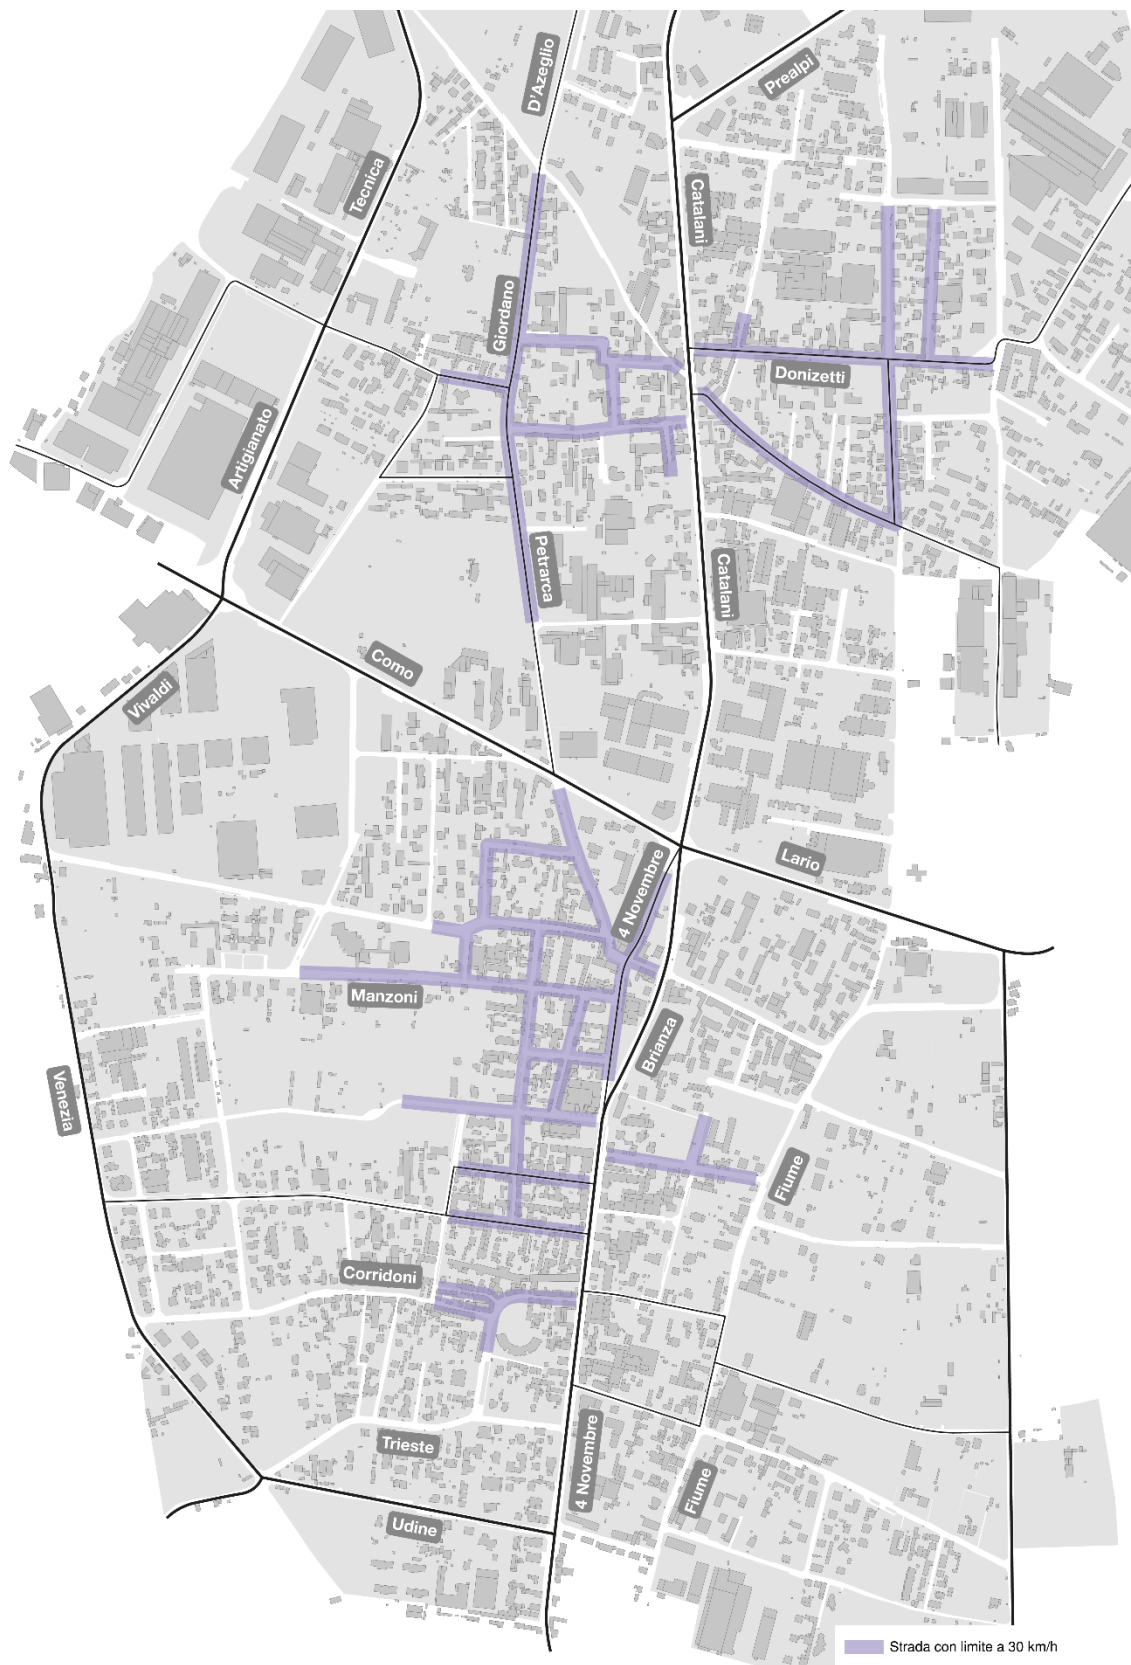 D'Azeglio
Prealpi
Tecnica
Catalani
Giordano
Donizetti
Artigianato
Petrarca
Catalani
Como
Vivaldi
4 Novembre
Lario
Manzoni
Brianza
Venezia
Fiume
Corridoni
Trieste
4 Novembre
Fiume
Udine
Strada con limite a 30 km/h